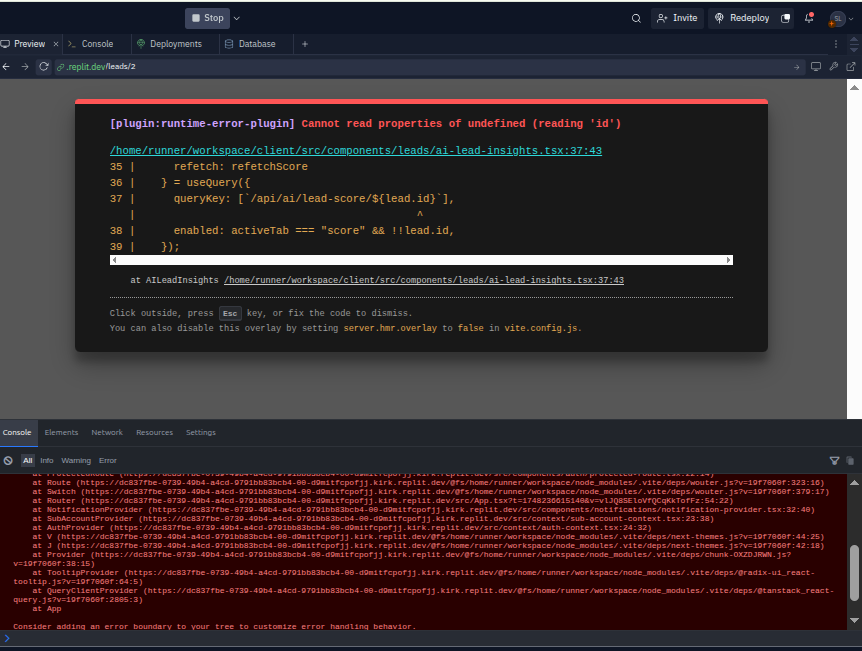 Stop
Invite
Redeploy
SL
Preview
Console
Deployments
Database
.replit.dev/leads/2
[plugin:runtime-error-plugin] Cannot read properties of undefined (reading 'id')
/home/runner/workspace/client/src/components/leads/ai-lead-insights.tsx:37:43
35 | refetch: refetchScore
36 | } = useQuery({
37 | queryKey: [`/api/ai/lead-score/${lead.id}`],
| ^
38 | enabled: activeTab === "score" && !!lead.id,
39 | });
at AILeadInsights /home/runner/workspace/client/src/components/leads/ai-lead-insights.tsx:37:43
Click outside, press Esc key, or fix the code to dismiss.
You can also disable this overlay by setting server.hmr.overlay to false in vite.config.js.
Console Elements Network Resources Settings
All Info Warning Error
at Route (https://dc837fbe-0739-49b4-a4cd-9791bb83bcb4-00-d9mitfcpofjj.kirk.replit.dev/@fs/home/runner/workspace/node_modules/.vite/deps/wouter.js?v=19f7060f:323:16)
at Switch (https://dc837fbe-0739-49b4-a4cd-9791bb83bcb4-00-d9mitfcpofjj.kirk.replit.dev/@fs/home/runner/workspace/node_modules/.vite/deps/wouter.js?v=19f7060f:379:17)
at Router (https://dc837fbe-0739-49b4-a4cd-9791bb83bcb4-00-d9mitfcpofjj.kirk.replit.dev/src/App.tsx?t=1748236615140&v=vlJQ8SEloVfQCqKkTofFz:54:22)
at NotificationProvider (https://dc837fbe-0739-49b4-a4cd-9791bb83bcb4-00-d9mitfcpofjj.kirk.replit.dev/src/components/notifications/notification-provider.tsx:32:40)
at SubAccountProvider (https://dc837fbe-0739-49b4-a4cd-9791bb83bcb4-00-d9mitfcpofjj.kirk.replit.dev/src/context/sub-account-context.tsx:23:38)
at AuthProvider (https://dc837fbe-0739-49b4-a4cd-9791bb83bcb4-00-d9mitfcpofjj.kirk.replit.dev/src/context/auth-context.tsx:24:32)
at V (https://dc837fbe-0739-49b4-a4cd-9791bb83bcb4-00-d9mitfcpofjj.kirk.replit.dev/@fs/home/runner/workspace/node_modules/.vite/deps/next-themes.js?v=19f7060f:44:25)
at J (https://dc837fbe-0739-49b4-a4cd-9791bb83bcb4-00-d9mitfcpofjj.kirk.replit.dev/@fs/home/runner/workspace/node_modules/.vite/deps/next-themes.js?v=19f7060f:42:18)
at Provider (https://dc837fbe-0739-49b4-a4cd-9791bb83bcb4-00-d9mitfcpofjj.kirk.replit.dev/@fs/home/runner/workspace/node_modules/.vite/deps/chunk-OXZDJRWN.js?
v=19f7060f:38:15)
at TooltipProvider (https://dc837fbe-0739-49b4-a4cd-9791bb83bcb4-00-d9mitfcpofjj.kirk.replit.dev/@fs/home/runner/workspace/node_modules/.vite/deps/@radix-ui_react-
tooltip.js?v=19f7060f:64:5)
at QueryClientProvider (https://dc837fbe-0739-49b4-a4cd-9791bb83bcb4-00-d9mitfcpofjj.kirk.replit.dev/@fs/home/runner/workspace/node_modules/.vite/deps/@tanstack_react-
query.js?v=19f7060f:2805:3)
at App
Consider adding an error boundary to your tree to customize error handling behavior.